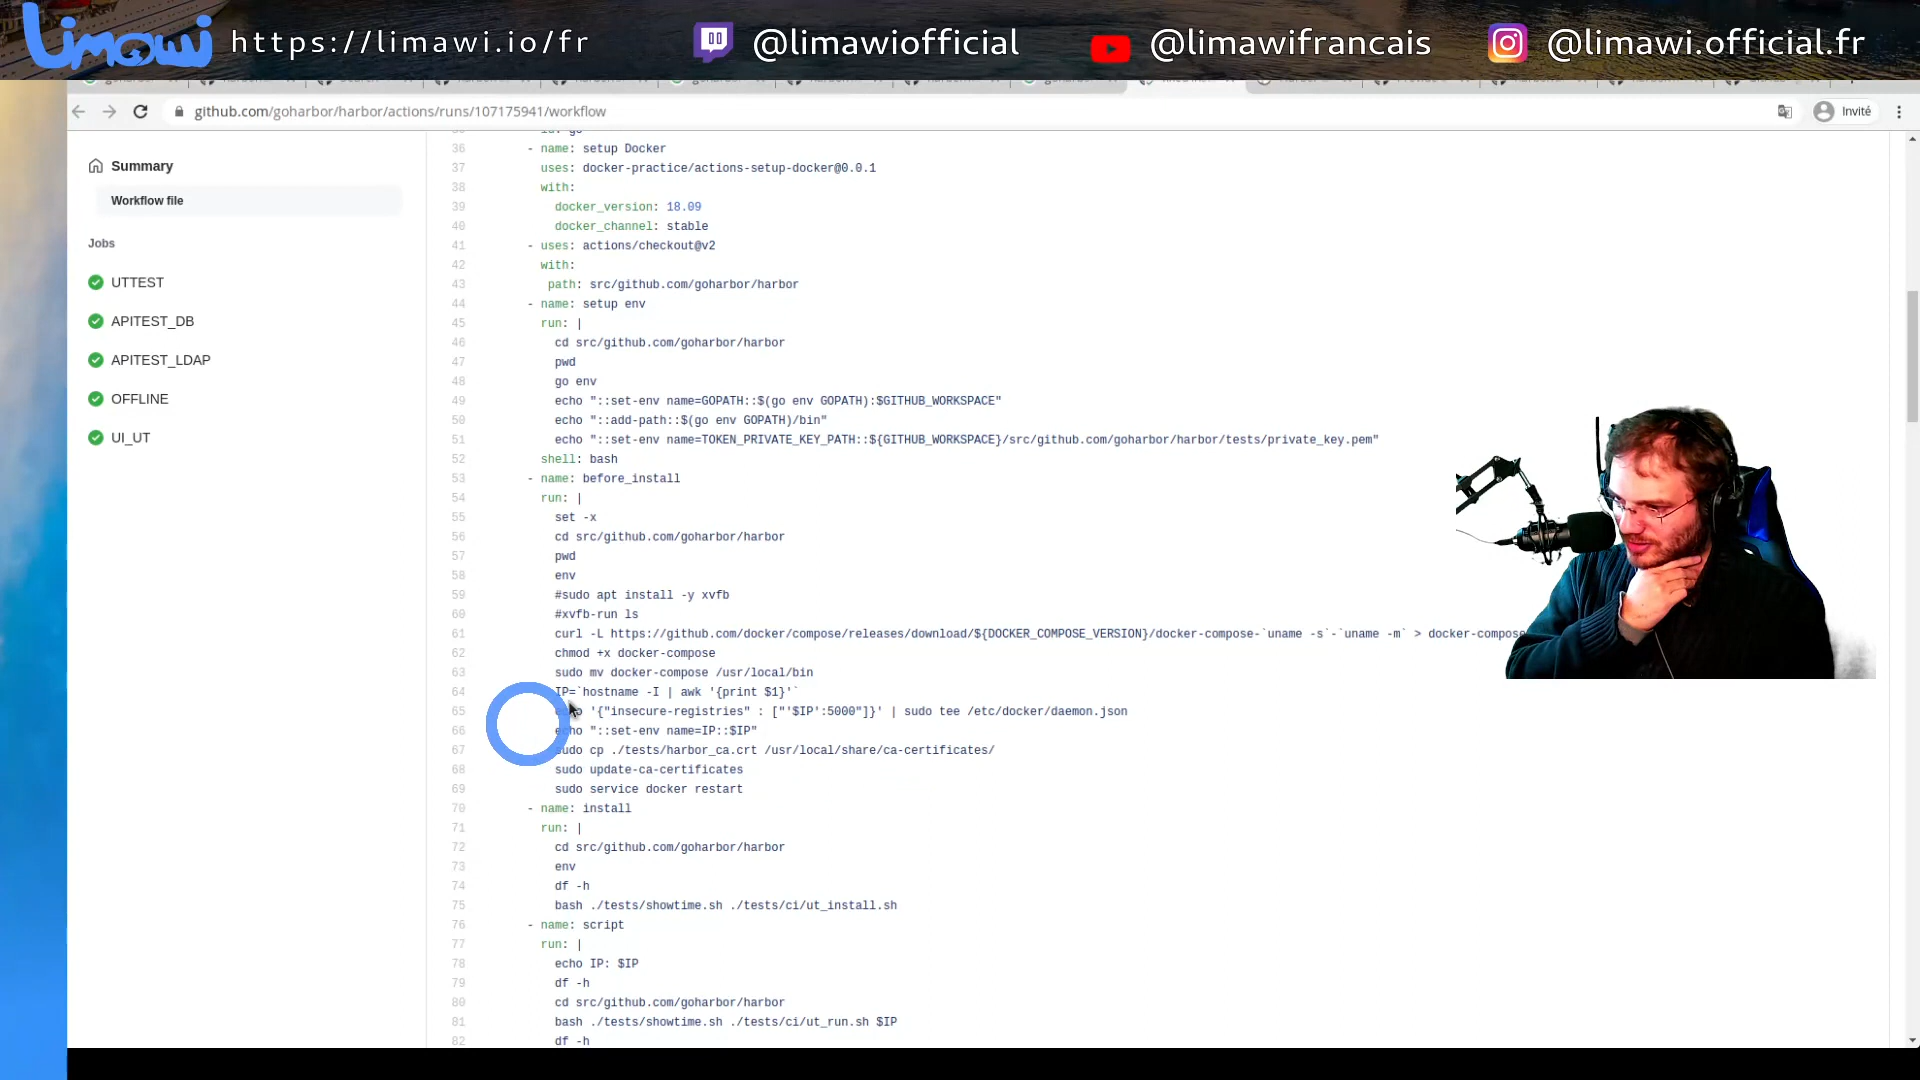 Limawi
https://limawi.io/fr
@limawiofficial
@limawifrancais
@limawi.official.fr
github.com/goharbor/harbor/actions/runs/107175941/workflow
Invité
Summary
Workflow file
Jobs
UTTEST
APITEST_DB
APITEST_LDAP
OFFLINE
UI_UT
36 - name: setup Docker
37 uses: docker-practice/actions-setup-docker@0.0.1
38 with:
39 docker_version: 18.09
40 docker_channel: stable
41 - uses: actions/checkout@v2
42 with:
43 path: src/github.com/goharbor/harbor
44 - name: setup env
45 run: |
46 cd src/github.com/goharbor/harbor
47 pwd
48 go env
49 echo "::set-env name=GOPATH::$(go env GOPATH):$GITHUB_WORKSPACE"
50 echo "::add-path::$(go env GOPATH)/bin"
51 echo "::set-env name=TOKEN_PRIVATE_KEY_PATH::${GITHUB_WORKSPACE}/src/github.com/goharbor/harbor/tests/private_key.pem"
52 shell: bash
53 - name: before_install
54 run: |
55 set -x
56 cd src/github.com/goharbor/harbor
57 pwd
58 env
59 #sudo apt install -y xvfb
60 #xvfb-run ls
61 curl -L https://github.com/docker/compose/releases/download/${DOCKER_COMPOSE_VERSION}/docker-compose-`uname -s`-`uname -m` > docker-compose
62 chmod +x docker-compose
63 sudo mv docker-compose /usr/local/bin
64 IP=`hostname -I | awk '{print $1}'`
65 echo '{"insecure-registries" : ["'$IP':5000"]}' | sudo tee /etc/docker/daemon.json
66 echo "::set-env name=IP::$IP"
67 sudo cp ./tests/harbor_ca.crt /usr/local/share/ca-certificates/
68 sudo update-ca-certificates
69 sudo service docker restart
70 - name: install
71 run: |
72 cd src/github.com/goharbor/harbor
73 env
74 df -h
75 bash ./tests/showtime.sh ./tests/ci/ut_install.sh
76 - name: script
77 run: |
78 echo IP: $IP
79 df -h
80 cd src/github.com/goharbor/harbor
81 bash ./tests/showtime.sh ./tests/ci/ut_run.sh $IP
82 df -h